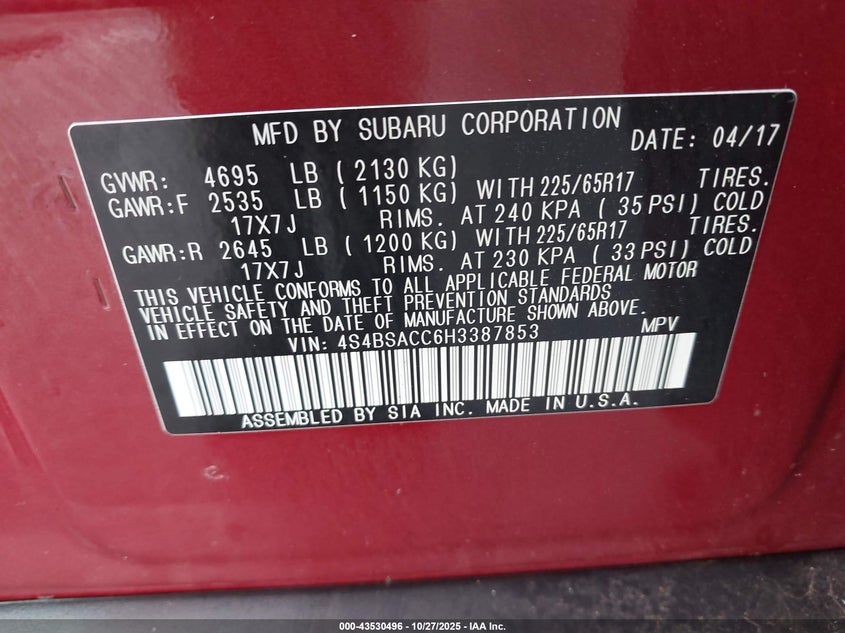 MFD BY SUBARU CORPORATION DATE: 04/17
GVWR: 4695 LB ( 2130 KG)
GAWR:F 2535 LB ( 1150 KG) WITH 225/65R17 TIRES.
17X7J RIMS. AT 240 KPA ( 35 PSI) COLD
GAWR:R 2645 LB ( 1200 KG) WITH 225/65R17 TIRES.
17X7J RIMS. AT 230 KPA ( 33 PSI) COLD
THIS VEHICLE CONFORMS TO ALL APPLICABLE FEDERAL MOTOR
VEHICLE SAFETY AND THEFT PREVENTION STANDARDS
IN EFFECT ON THE DATE OF MANUFACTURE SHOWN ABOVE.
VIN: 4S4BSACC6H3387853 MPV
ASSEMBLED BY SIA INC. MADE IN U.S.A.
000-43530496 - 10/27/2025 - IAA Inc.